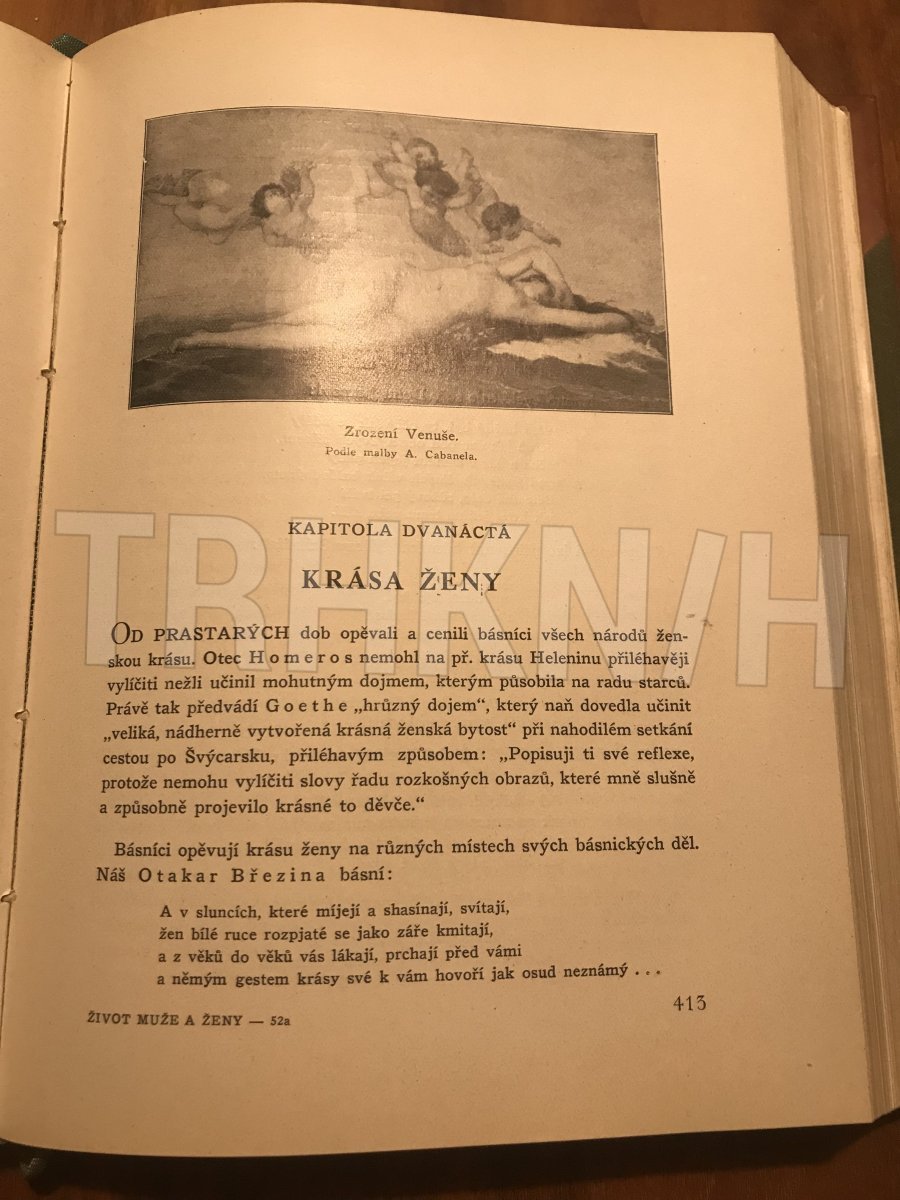 Zrození Venuše.
Podle malby A. Cabanela.
KAPITOLA DVANÁCTÁ
KRÁSA ŽENY
TRHKNIH
OD PRASTARÝCH dob opěvali a cenili básníci všech národů žen-
skou krásu. Otec Homeros nemohl na př. krásu Heleninu přiléhavěji
vylíčiti nežli učinil mohutným dojmem, kterým působila na radu starců.
Právě tak předvádí Goethe „hrůzný dojem", který naň dovedla učinit
„veliká, nádherně vytvořená krásná ženská bytost" při nahodilém setkání
cestou po Švýcarsku, přiléhavým způsobem: „Popisuji ti své reflexe,
protože nemohu vylíčiti slovy řadu rozkošných obrazů, které mně slušně
a způsobně projevilo krásné to děvče."
Básníci opěvují krásu ženy na různých místech svých básnických děl.
Náš Otakar Březina básní:
A v sluncích, které míjejí a shasínají, svítají,
žen bílé ruce rozpjaté se jako záře kmitají,
a z věků do věků vás lákají, prchají před vámi
a němým gestem krásy své k vám hovoří jak osud neznámý ...
413
ŽIVOT MUŽE A ŽENY — 52a